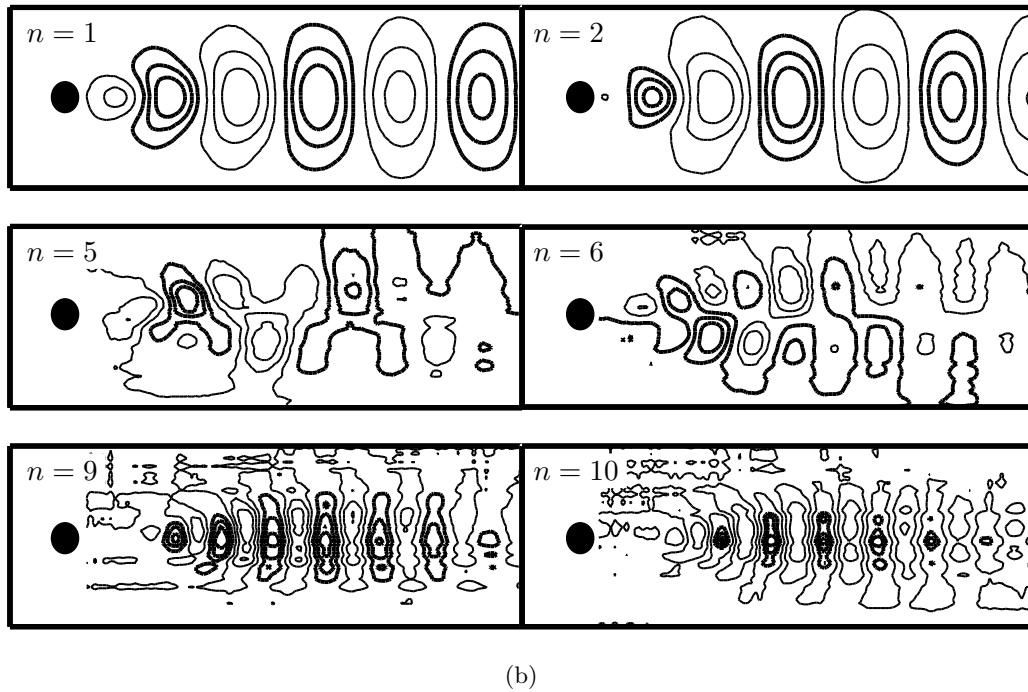 n = 1
n = 2
n = 5
n = 6
n = 9
n = 10
(b)